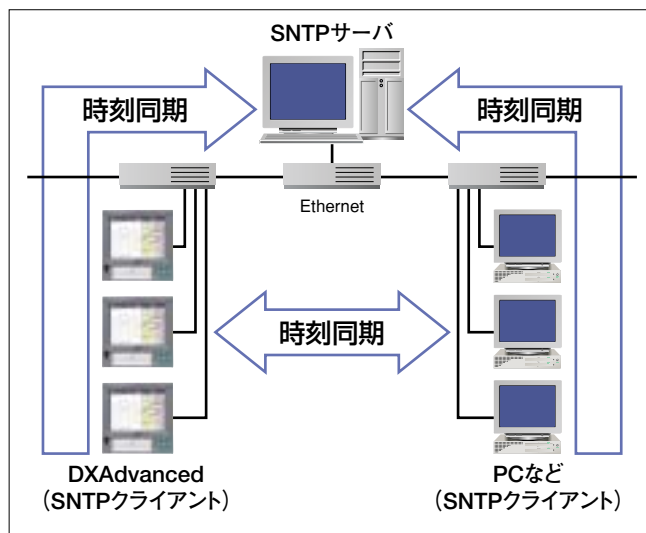 SNTPサーバ
時刻同期
時刻同期
Ethernet
時刻同期
DXAdvanced
（SNTPクライアント）
PCなど
（SNTPクライアント）